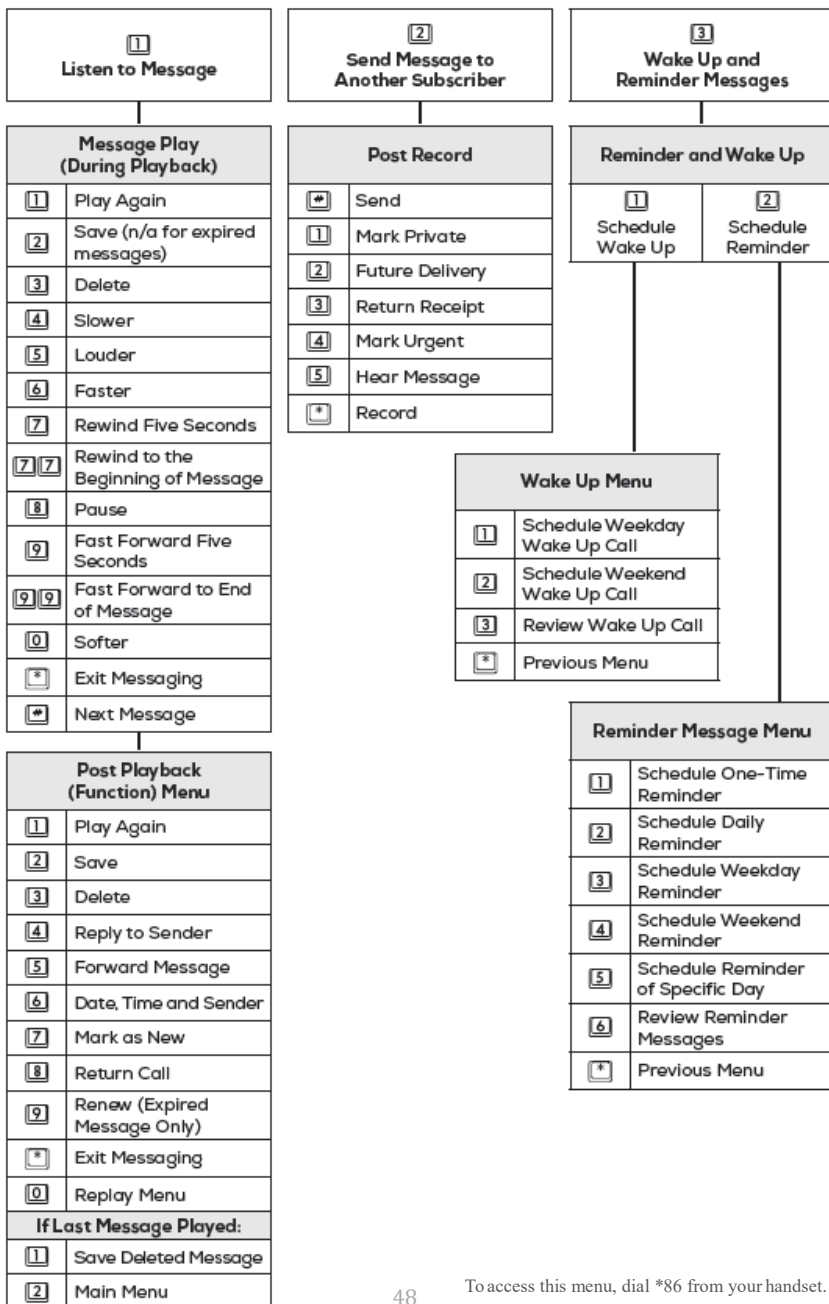 1
Listen to Message
Message Play
(During Playback)
1 Play Again
2 Save (n/a for expired
messages)
3 Delete
4 Slower
5 Louder
6 Faster
7 Rewind Five Seconds
7 7 Rewind to the
Beginning of Message
8 Pause
9 Fast Forward Five
Seconds
9 9 Fast Forward to End
of Message
0 Softer
* Exit Messaging
# Next Message
Post Playback
(Function) Menu
1 Play Again
2 Save
3 Delete
4 Reply to Sender
5 Forward Message
6 Date, Time and Sender
7 Mark as New
8 Return Call
9 Renew (Expired
Message Only)
* Exit Messaging
0 Replay Menu
If Last Message Played:
1 Save Deleted Message
2 Main Menu
2
Send Message to
Another Subscriber
Post Record
# Send
1 Mark Private
2 Future Delivery
3 Return Receipt
4 Mark Urgent
5 Hear Message
* Record
3
Wake Up and
Reminder Messages
Reminder and Wake Up
1
Schedule
Wake Up
2
Schedule
Reminder
Wake Up Menu
1 Schedule Weekday
Wake Up Call
2 Schedule Weekend
Wake Up Call
3 Review Wake Up Call
* Previous Menu
Reminder Message Menu
1 Schedule One-Time
Reminder
2 Schedule Daily
Reminder
3 Schedule Weekday
Reminder
4 Schedule Weekend
Reminder
5 Schedule Reminder
of Specific Day
6 Review Reminder
Messages
* Previous Menu
48
To access this menu, dial *86 from your handset.